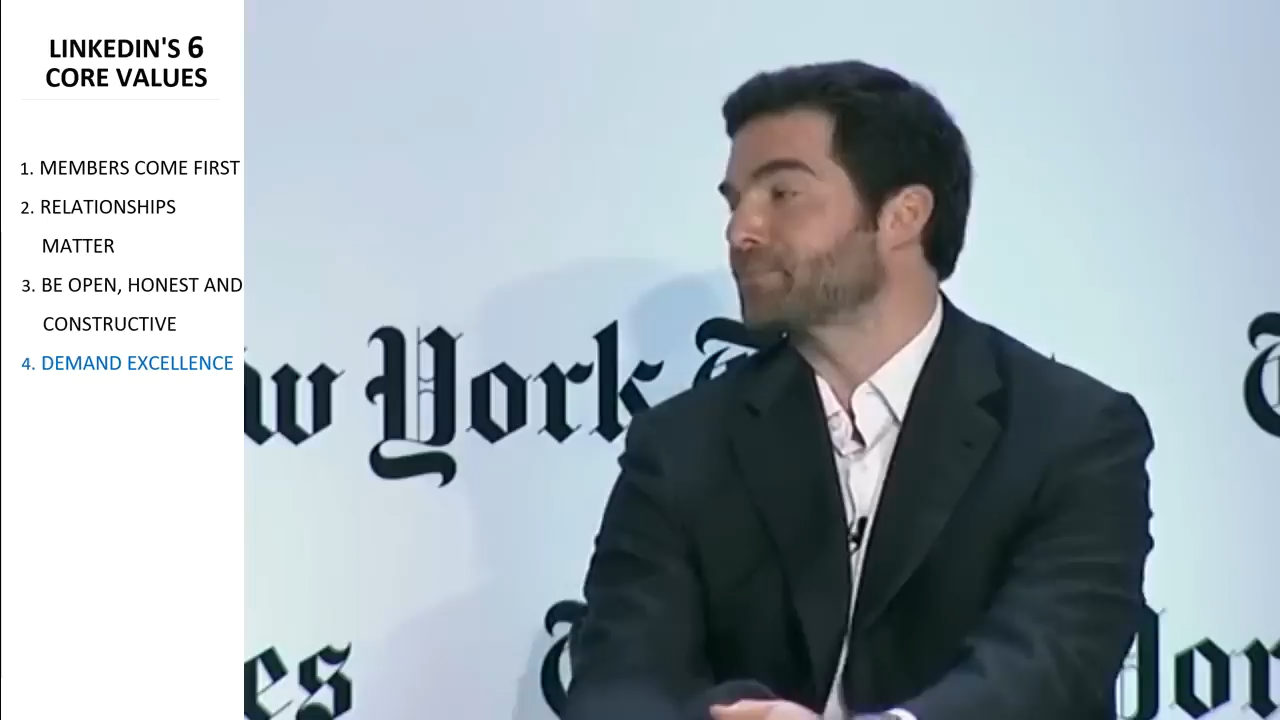 LINKEDIN'S 6
CORE VALUES
1. MEMBERS COME FIRST
2. RELATIONSHIPS
MATTER
3. BE OPEN, HONEST AND
CONSTRUCTIVE
4. DEMAND EXCELLENCE
York